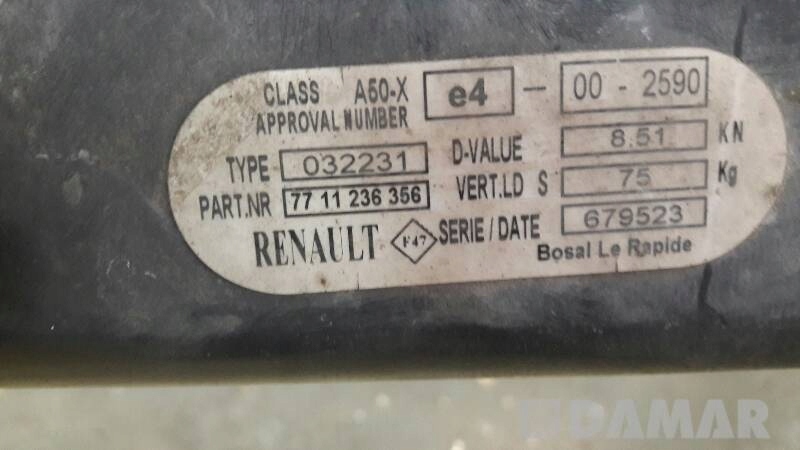 CLASS A50-X e4 - 00 - 2590
APPROVAL NUMBER
TYPE 032231 D-VALUE 8.51 KN
PART.NR 77 11 236 356 VERT.LD S 75 Kg
RENAULT F47 SERIE / DATE 679523
Bosal Le Rapide
DAMAR